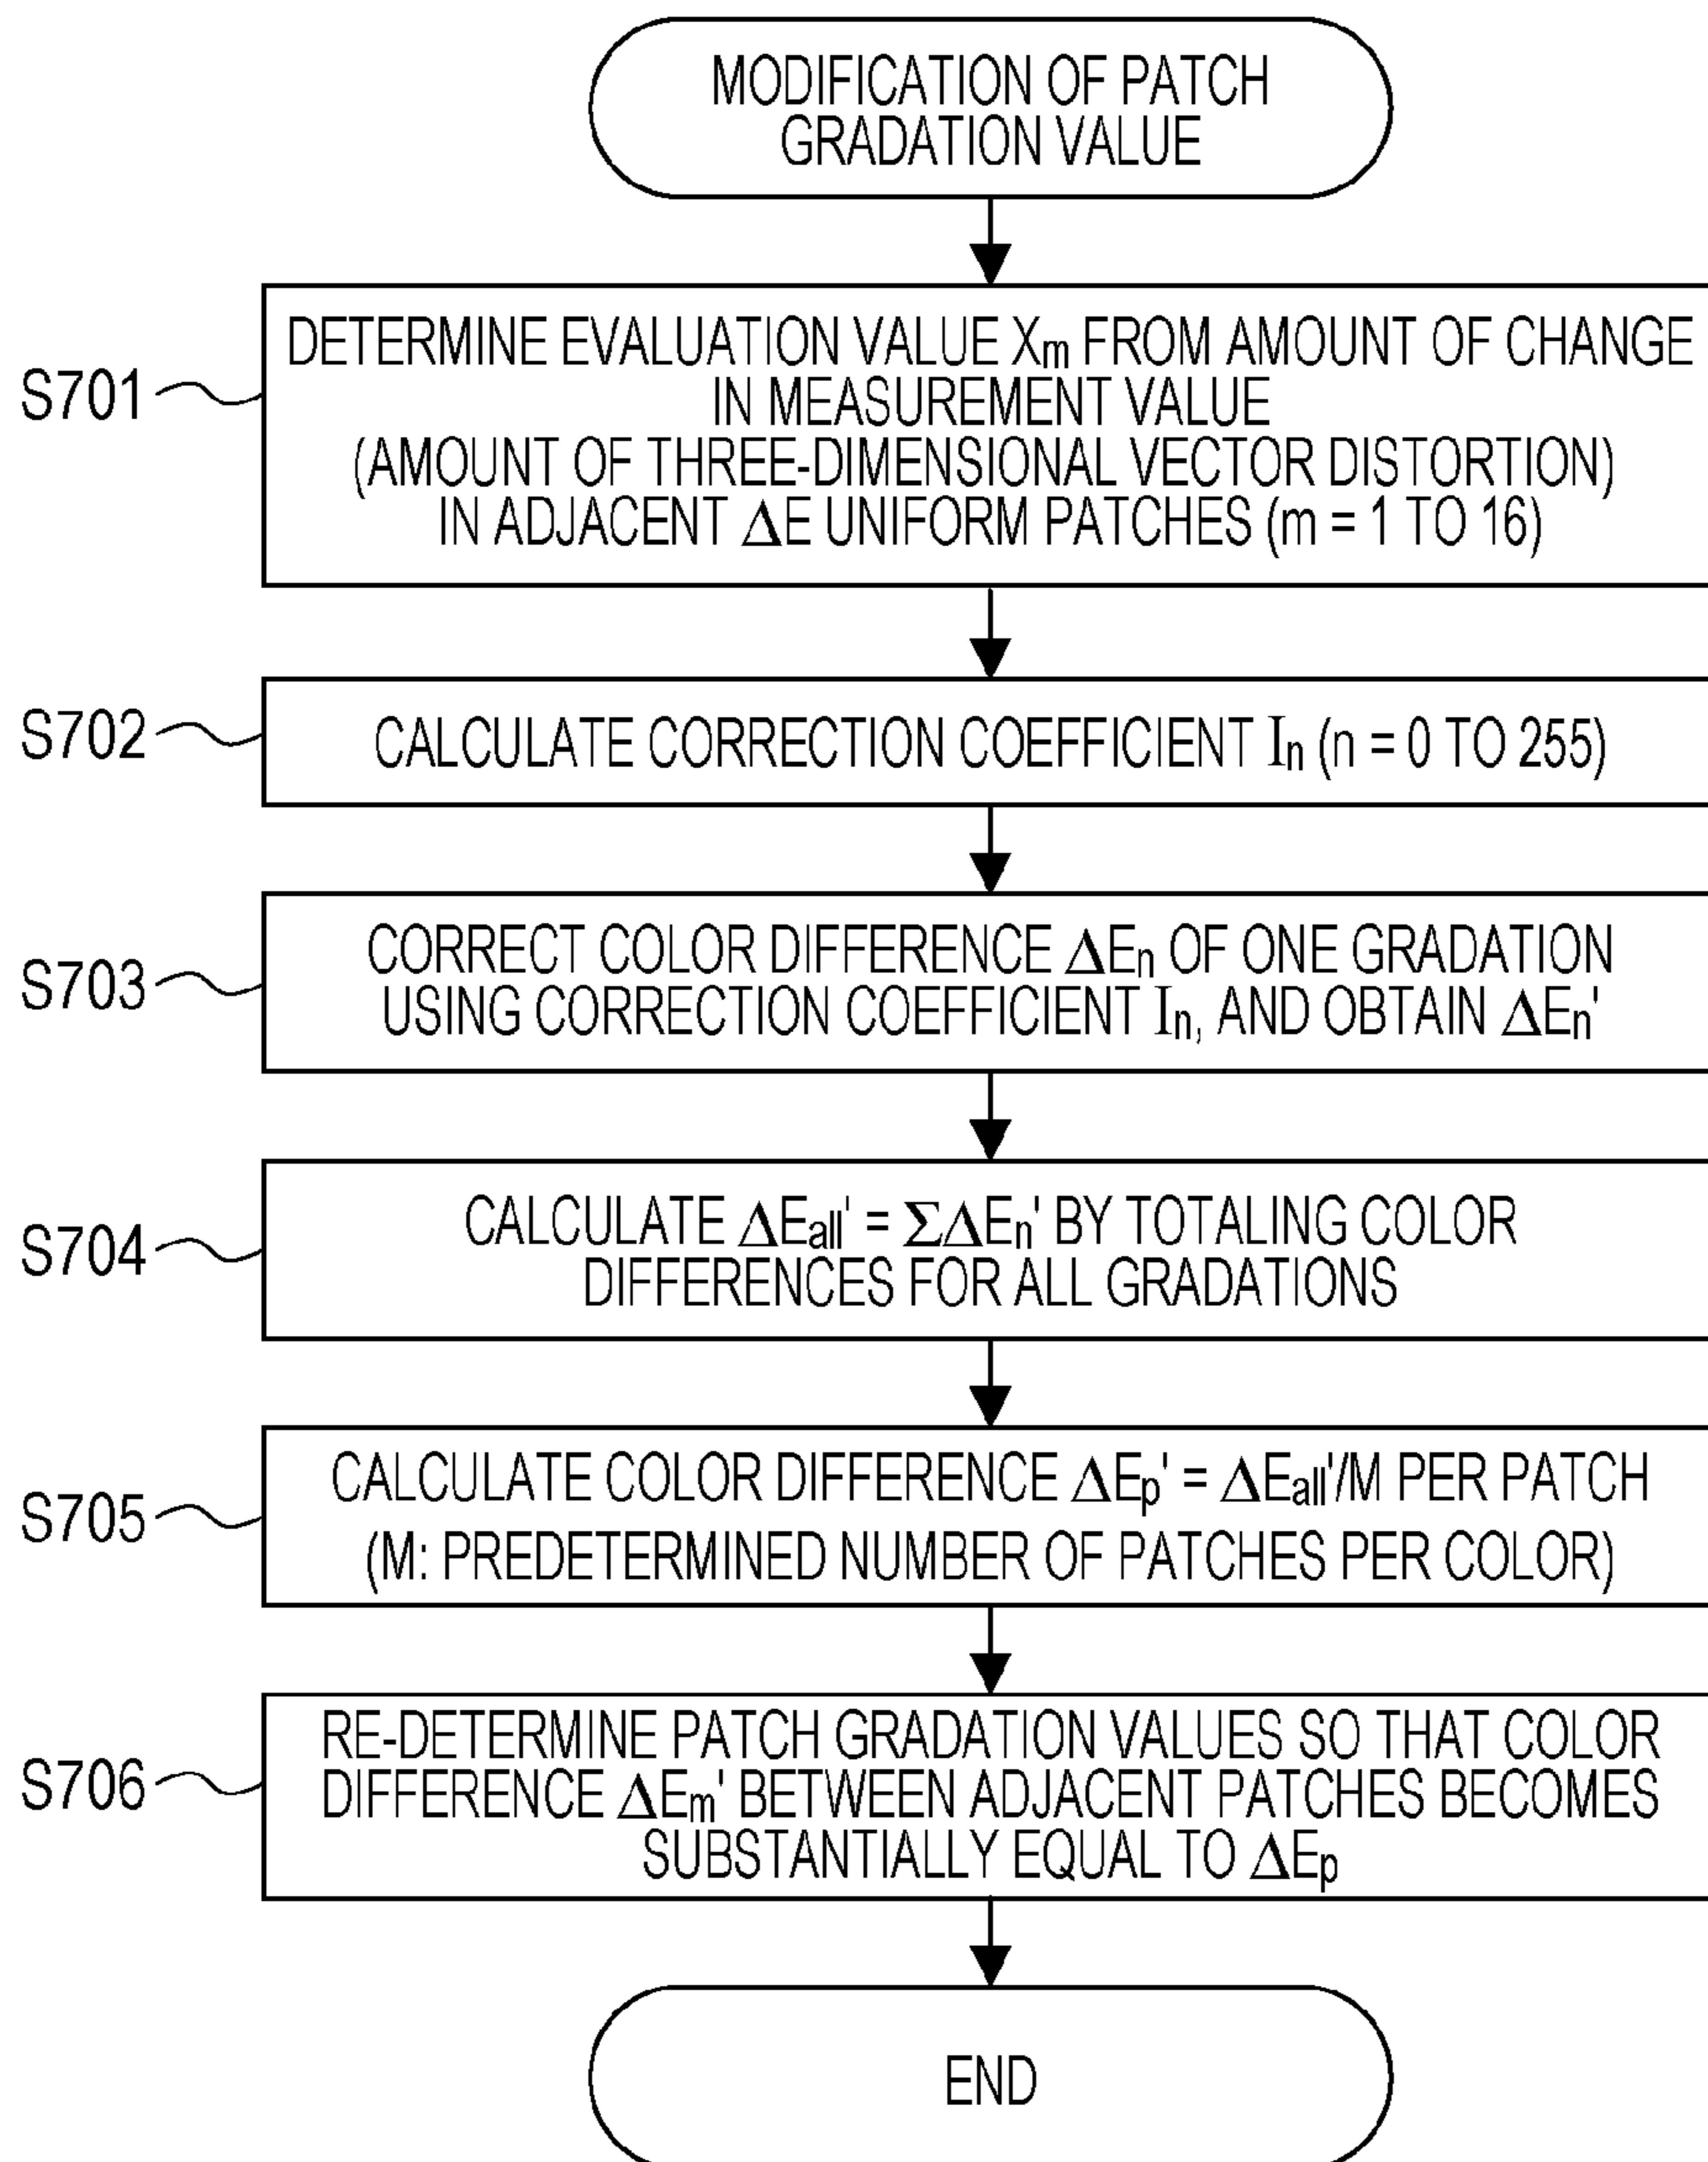 MODIFICATION OF PATCH
GRADATION VALUE
S701
DETERMINE EVALUATION VALUE Xm FROM AMOUNT OF CHANGE
IN MEASUREMENT VALUE
(AMOUNT OF THREE-DIMENSIONAL VECTOR DISTORTION)
IN ADJACENT ΔE UNIFORM PATCHES (m = 1 TO 16)
S702
CALCULATE CORRECTION COEFFICIENT In (n = 0 TO 255)
S703
CORRECT COLOR DIFFERENCE ΔEn OF ONE GRADATION
USING CORRECTION COEFFICIENT In, AND OBTAIN ΔEn'
S704
CALCULATE ΔEall' = ΣΔEn' BY TOTALING COLOR
DIFFERENCES FOR ALL GRADATIONS
S705
CALCULATE COLOR DIFFERENCE ΔEp' = ΔEall'/M PER PATCH
(M: PREDETERMINED NUMBER OF PATCHES PER COLOR)
S706
RE-DETERMINE PATCH GRADATION VALUES SO THAT COLOR
DIFFERENCE ΔEm' BETWEEN ADJACENT PATCHES BECOMES
SUBSTANTIALLY EQUAL TO ΔEp
END